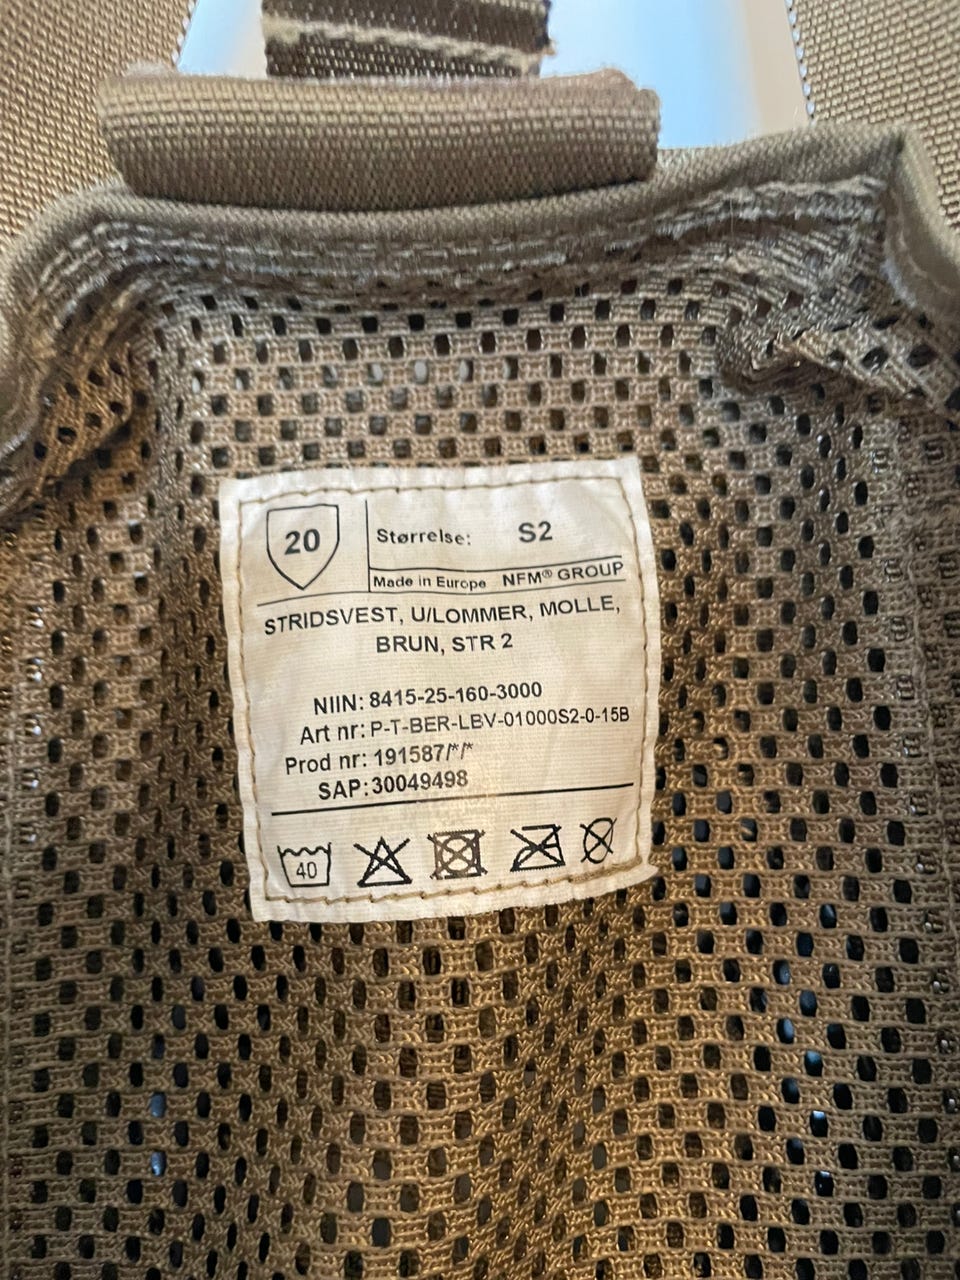 20
Størrelse: S2
Made in Europe NFM® GROUP
STRIDSVEST, U/LOMMER, MOLLE,
BRUN, STR 2
NIIN: 8415-25-160-3000
Art nr: P-T-BER-LBV-01000S2-0-15B
Prod nr: 191587/*/*
SAP: 30049498
40